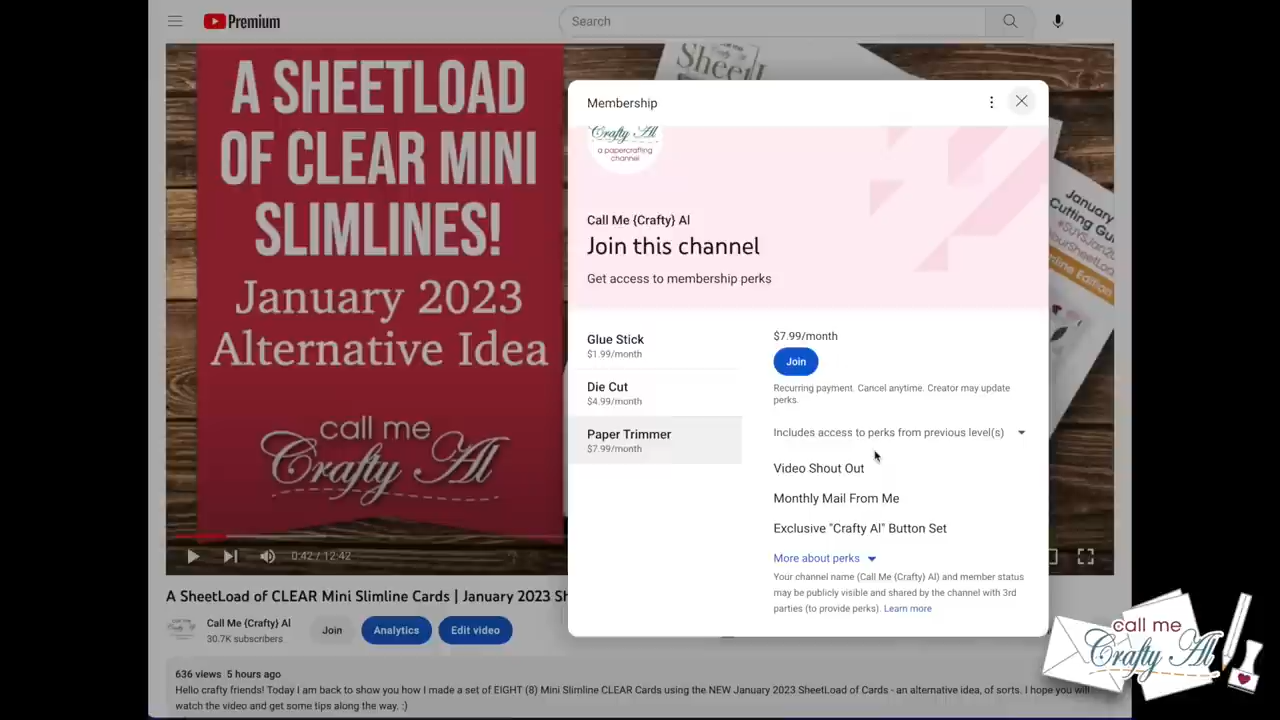 Premium
Search
A SHEETLOAD
OF CLEAR MINI
SLIMLINES!
January 2023
Alternative Idea
call me
Crafty Al
Membership
Crafty Al
a papercrafting
channel
Call Me {Crafty} Al
Join this channel
Get access to membership perks
Glue Stick
$1.99/month
Die Cut
$4.99/month
Paper Trimmer
$7.99/month
$7.99/month
Join
Recurring payment. Cancel anytime. Creator may update
perks.
Includes access to perks from previous level(s)
Video Shout Out
Monthly Mail From Me
Exclusive "Crafty Al" Button Set
More about perks
Your channel name (Call Me {Crafty} Al) and member status
may be publicly visible and shared by the channel with 3rd
parties (to provide perks). Learn more
January
Cutting
0:42 / 12:42
A SheetLoad of CLEAR Mini Slimline Cards | January 2023 Sh
Call Me {Crafty} Al
30.7K subscribers
Join
Analytics
Edit video
636 views 5 hours ago
Hello crafty friends! Today I am back to show you how I made a set of EIGHT (8) Mini Slimline CLEAR Cards using the NEW January 2023 SheetLoad of Cards - an alternative idea, of sorts. I hope you will
watch the video and get some tips along the way. :)
call me
Crafty Al